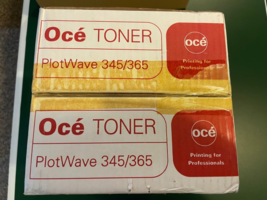 Océ TONER
océ
PlotWave 345/365
Printing for
Professionals
Océ TONER
océ
PlotWave 345/365
Printing for
Professionals